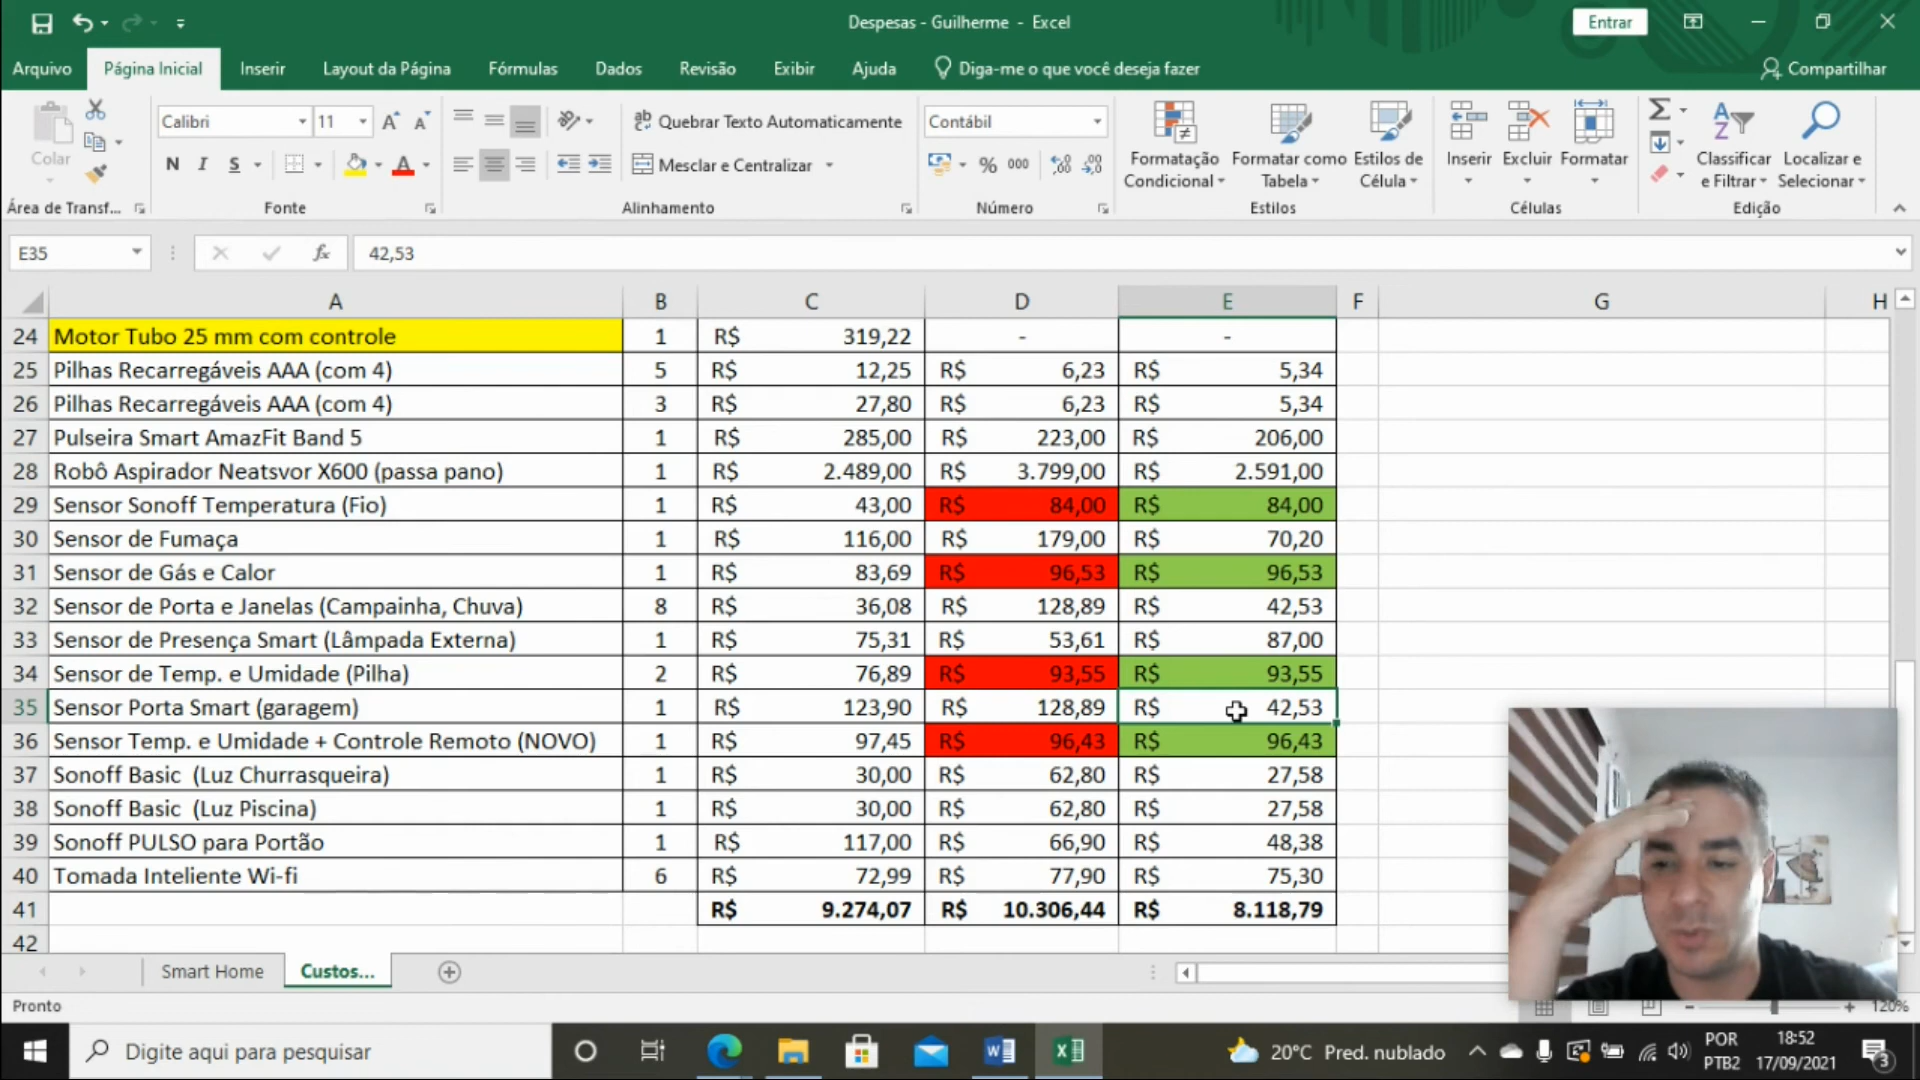 Despesas - Guilherme - Excel
Entrar
Arquivo Página Inicial Inserir Layout da Página Fórmulas Dados Revisão Exibir Ajuda Diga-me o que você deseja fazer Compartilhar
Colar
Calibri 11
N I S
ab Quebrar Texto Automaticamente
Mesclar e Centralizar
Contábil
% 000
Formatação Condicional
Formatar como Tabela
Estilos de Célula
Inserir Excluir Formatar
Classificar e Filtrar
Localizar e Selecionar
Área de Transf... Fonte Alinhamento Número Estilos Células Edição
E35 fx 42,53
A B C D E F G H
24 Motor Tubo 25 mm com controle 1 R$ 319,22 - -
25 Pilhas Recarregáveis AAA (com 4) 5 R$ 12,25 R$ 6,23 R$ 5,34
26 Pilhas Recarregáveis AAA (com 4) 3 R$ 27,80 R$ 6,23 R$ 5,34
27 Pulseira Smart AmazFit Band 5 1 R$ 285,00 R$ 223,00 R$ 206,00
28 Robô Aspirador Neatsvor X600 (passa pano) 1 R$ 2.489,00 R$ 3.799,00 R$ 2.591,00
29 Sensor Sonoff Temperatura (Fio) 1 R$ 43,00 R$ 84,00 R$ 84,00
30 Sensor de Fumaça 1 R$ 116,00 R$ 179,00 R$ 70,20
31 Sensor de Gás e Calor 1 R$ 83,69 R$ 96,53 R$ 96,53
32 Sensor de Porta e Janelas (Campainha, Chuva) 8 R$ 36,08 R$ 128,89 R$ 42,53
33 Sensor de Presença Smart (Lâmpada Externa) 1 R$ 75,31 R$ 53,61 R$ 87,00
34 Sensor de Temp. e Umidade (Pilha) 2 R$ 76,89 R$ 93,55 R$ 93,55
35 Sensor Porta Smart (garagem) 1 R$ 123,90 R$ 128,89 R$ 42,53
36 Sensor Temp. e Umidade + Controle Remoto (NOVO) 1 R$ 97,45 R$ 96,43 R$ 96,43
37 Sonoff Basic (Luz Churrasqueira) 1 R$ 30,00 R$ 62,80 R$ 27,58
38 Sonoff Basic (Luz Piscina) 1 R$ 30,00 R$ 62,80 R$ 27,58
39 Sonoff PULSO para Portão 1 R$ 117,00 R$ 66,90 R$ 48,38
40 Tomada Inteliente Wi-fi 6 R$ 72,99 R$ 77,90 R$ 75,30
41 R$ 9.274,07 R$ 10.306,44 R$ 8.118,79
42
Smart Home Custos...
Pronto 120%
Digite aqui para pesquisar
20°C Pred. nublado
POR
PTB2
18:52
17/09/2021
3